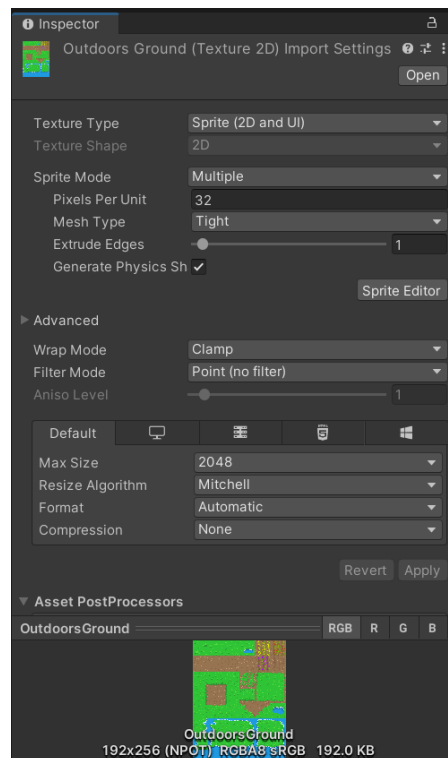 Inspector
Outdoors Ground (Texture 2D) Import Settings
Open
Texture Type Sprite (2D and UI)
Texture Shape 2D
Sprite Mode Multiple
Pixels Per Unit 32
Mesh Type Tight
Extrude Edges 1
Generate Physics Sh
Sprite Editor
Advanced
Wrap Mode Clamp
Filter Mode Point (no filter)
Aniso Level 1
Default
Max Size 2048
Resize Algorithm Mitchell
Format Automatic
Compression None
Revert Apply
Asset PostProcessors
OutdoorsGround RGB R G B
OutdoorsGround
192x256 (NPOT) RGBA8 sRGB 192.0 KB